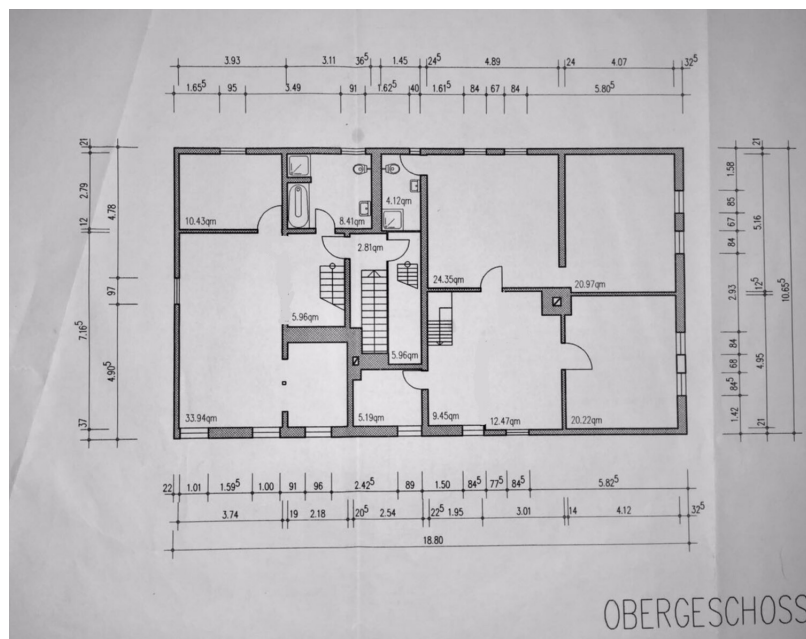 3.93 3.11 36⁵ 1.45 24⁵ 4.89 24 4.07 32⁵
1.65⁵ 95 3.49 91 1.62⁵ 40 1.61⁵ 84 67 84 5.80⁵
21 2.79 12 7.16⁵ 37
4.78 97 4.90⁵
10.43qm
8.41qm
4.12qm
2.81qm
24.35qm
20.97qm
5.96qm
5.96qm
33.94qm
5.19qm
9.45qm
12.47qm
20.22qm
1.58 85 67 84 2.93 84 68 84⁵ 1.42
21 5.16 12⁵ 4.95 21
10.65⁵
22 1.01 1.59⁵ 1.00 91 96 2.42⁵ 89 1.50 84⁵ 77⁵ 84⁵ 5.82⁵
3.74 19 2.18 20⁵ 2.54 22⁵ 1.95 3.01 14 4.12 32⁵
18.80
OBERGESCHOSS